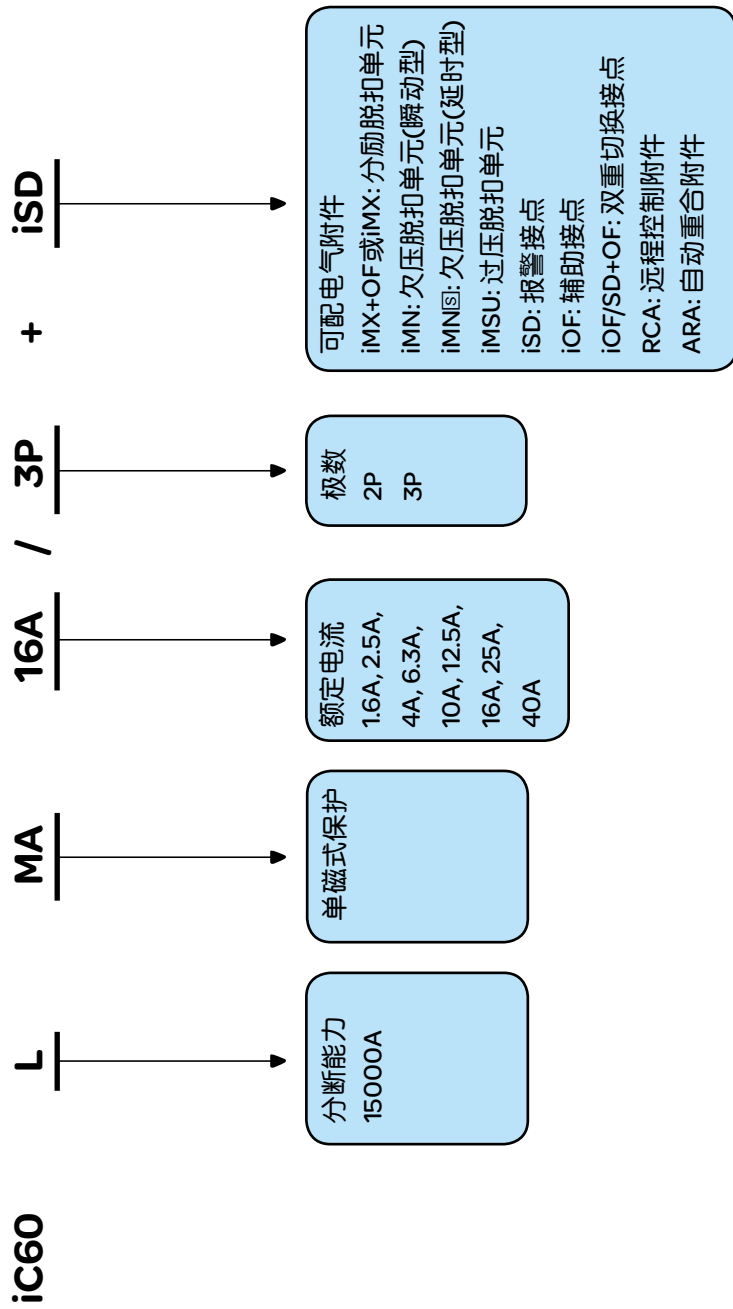 iC60 L MA 16A / 3P + iSD
分断能力
15000A
单磁式保护
额定电流
1.6A, 2.5A,
4A, 6.3A,
10A, 12.5A,
16A, 25A,
40A
极数
2P
3P
可配电气附件
iMX+OF或iMX: 分励脱扣单元
iMN: 欠压脱扣单元(瞬动型)
iMN🅂: 欠压脱扣单元(延时型)
iMSU: 过压脱扣单元
iSD: 报警接点
iOF: 辅助接点
iOF/SD+OF: 双重切换接点
RCA: 远程控制附件
ARA: 自动重合附件